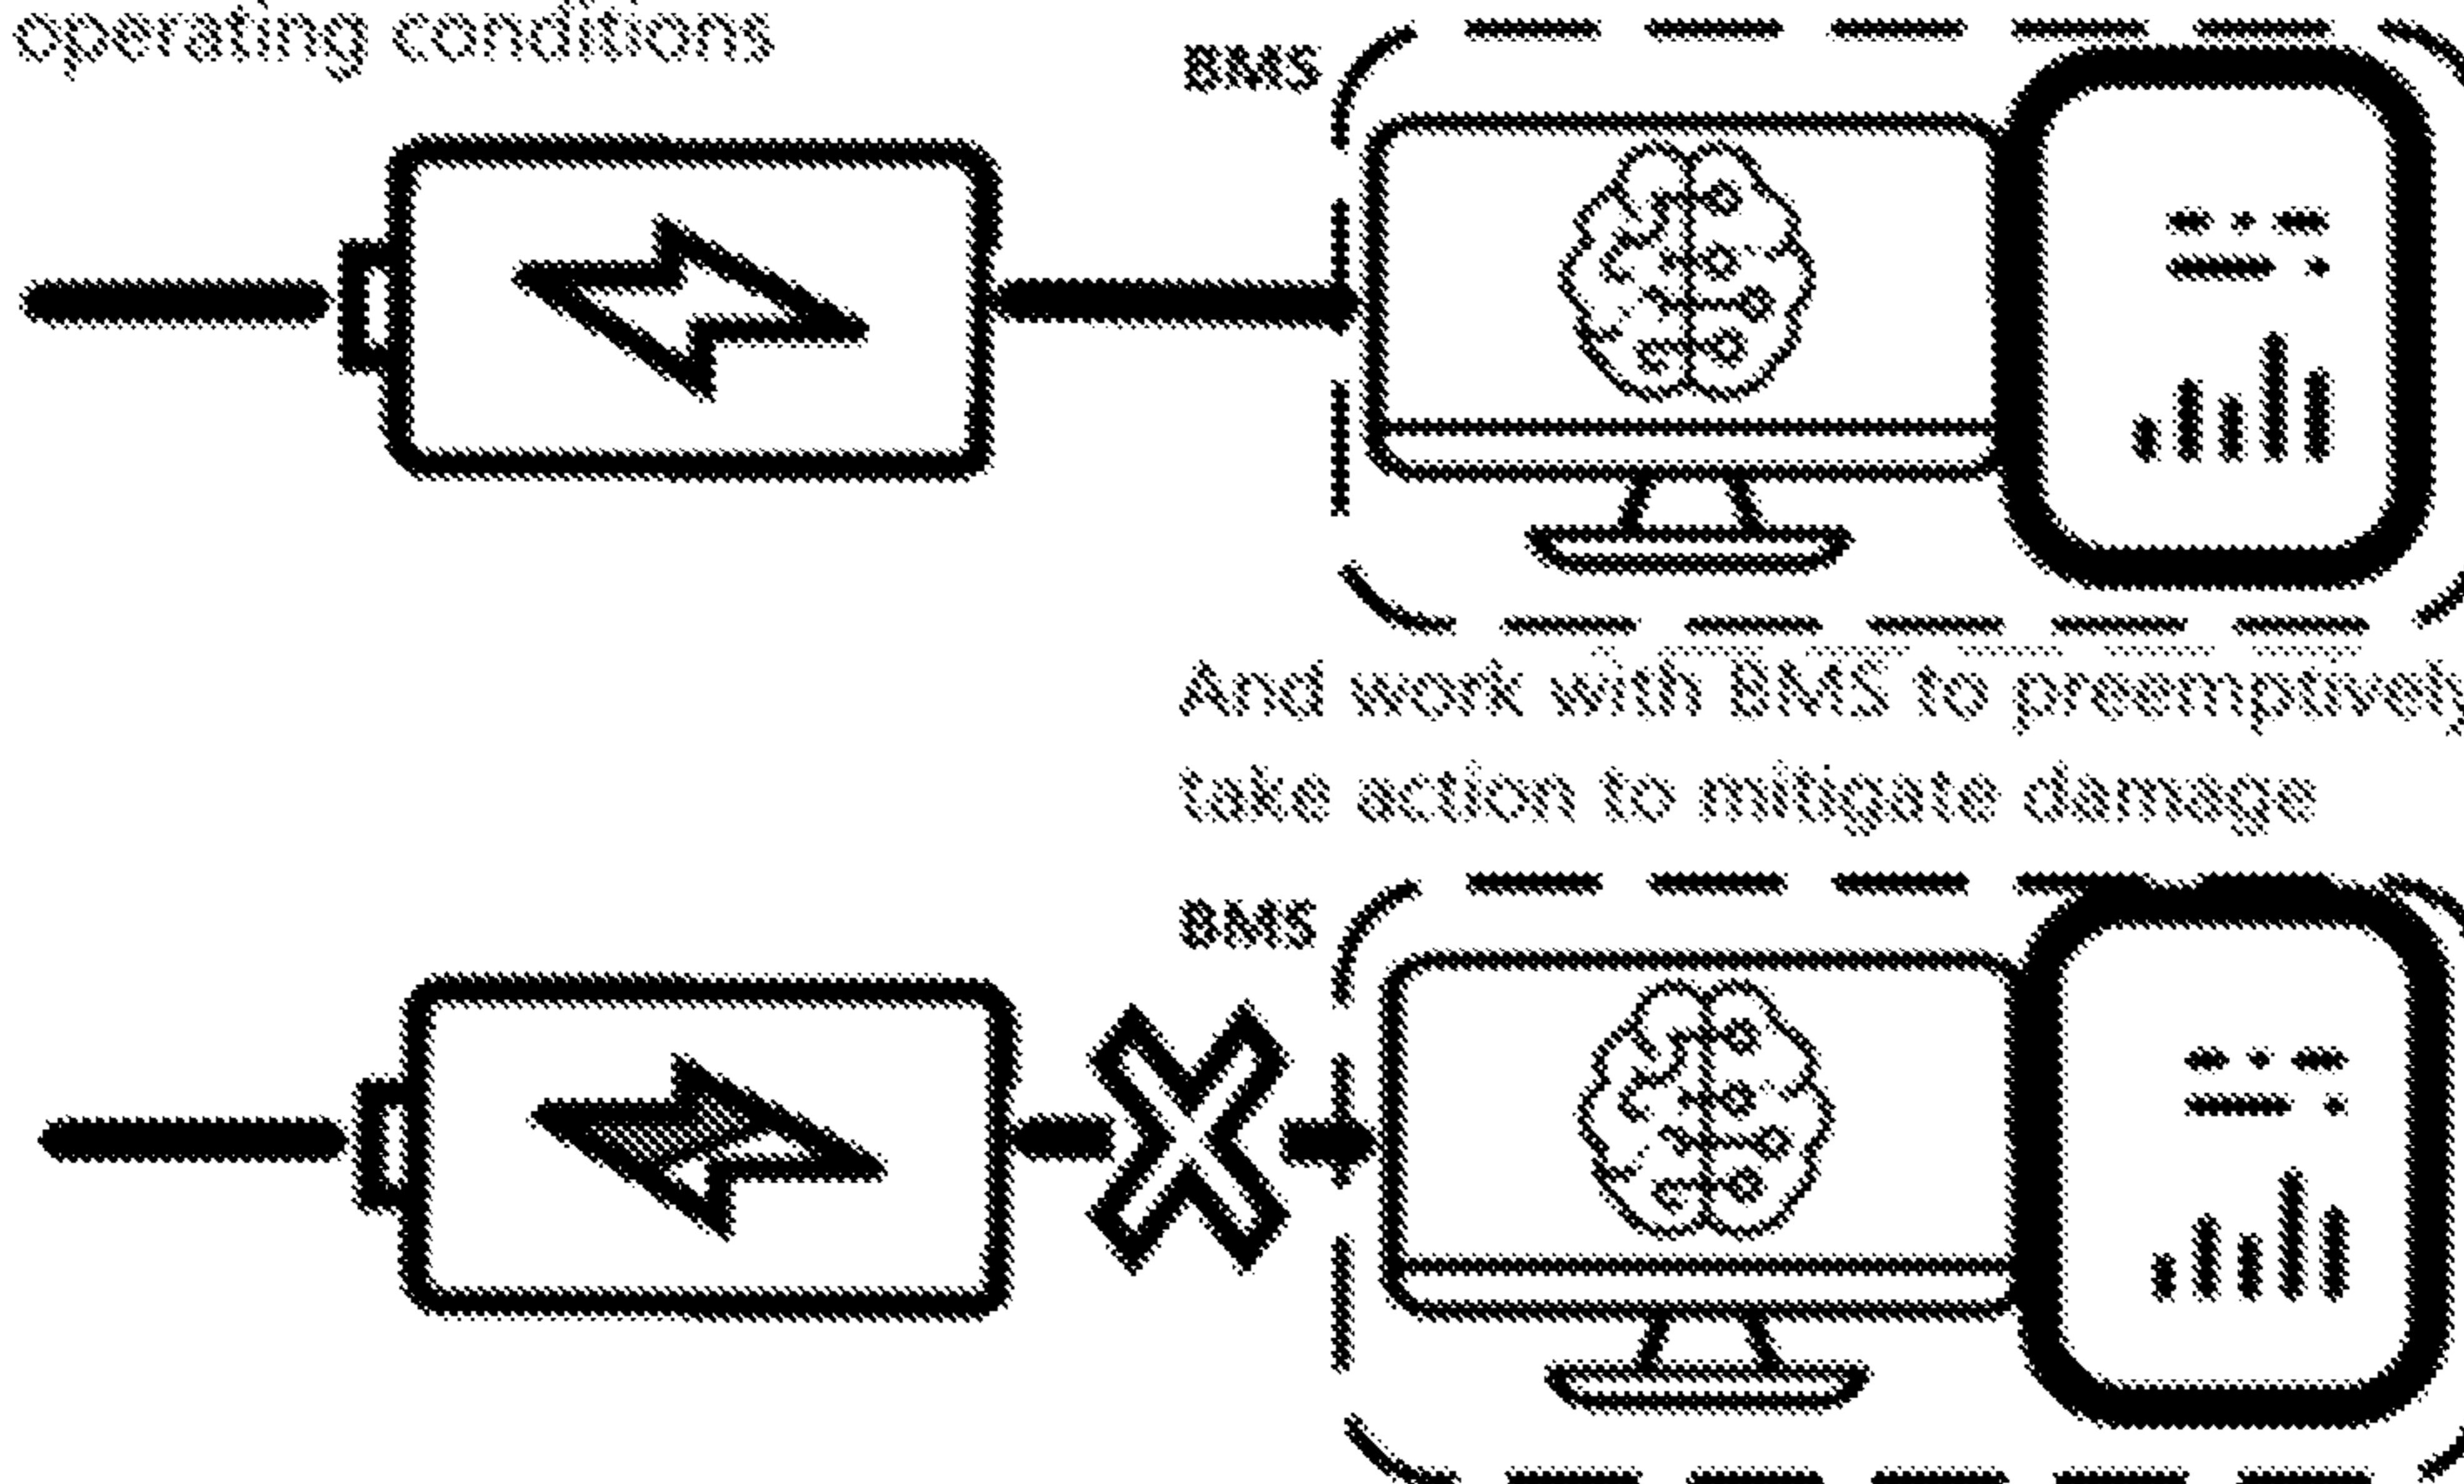 operating conditions
BMS
And work with BMS to preemptively
take action to mitigate damage
BMS